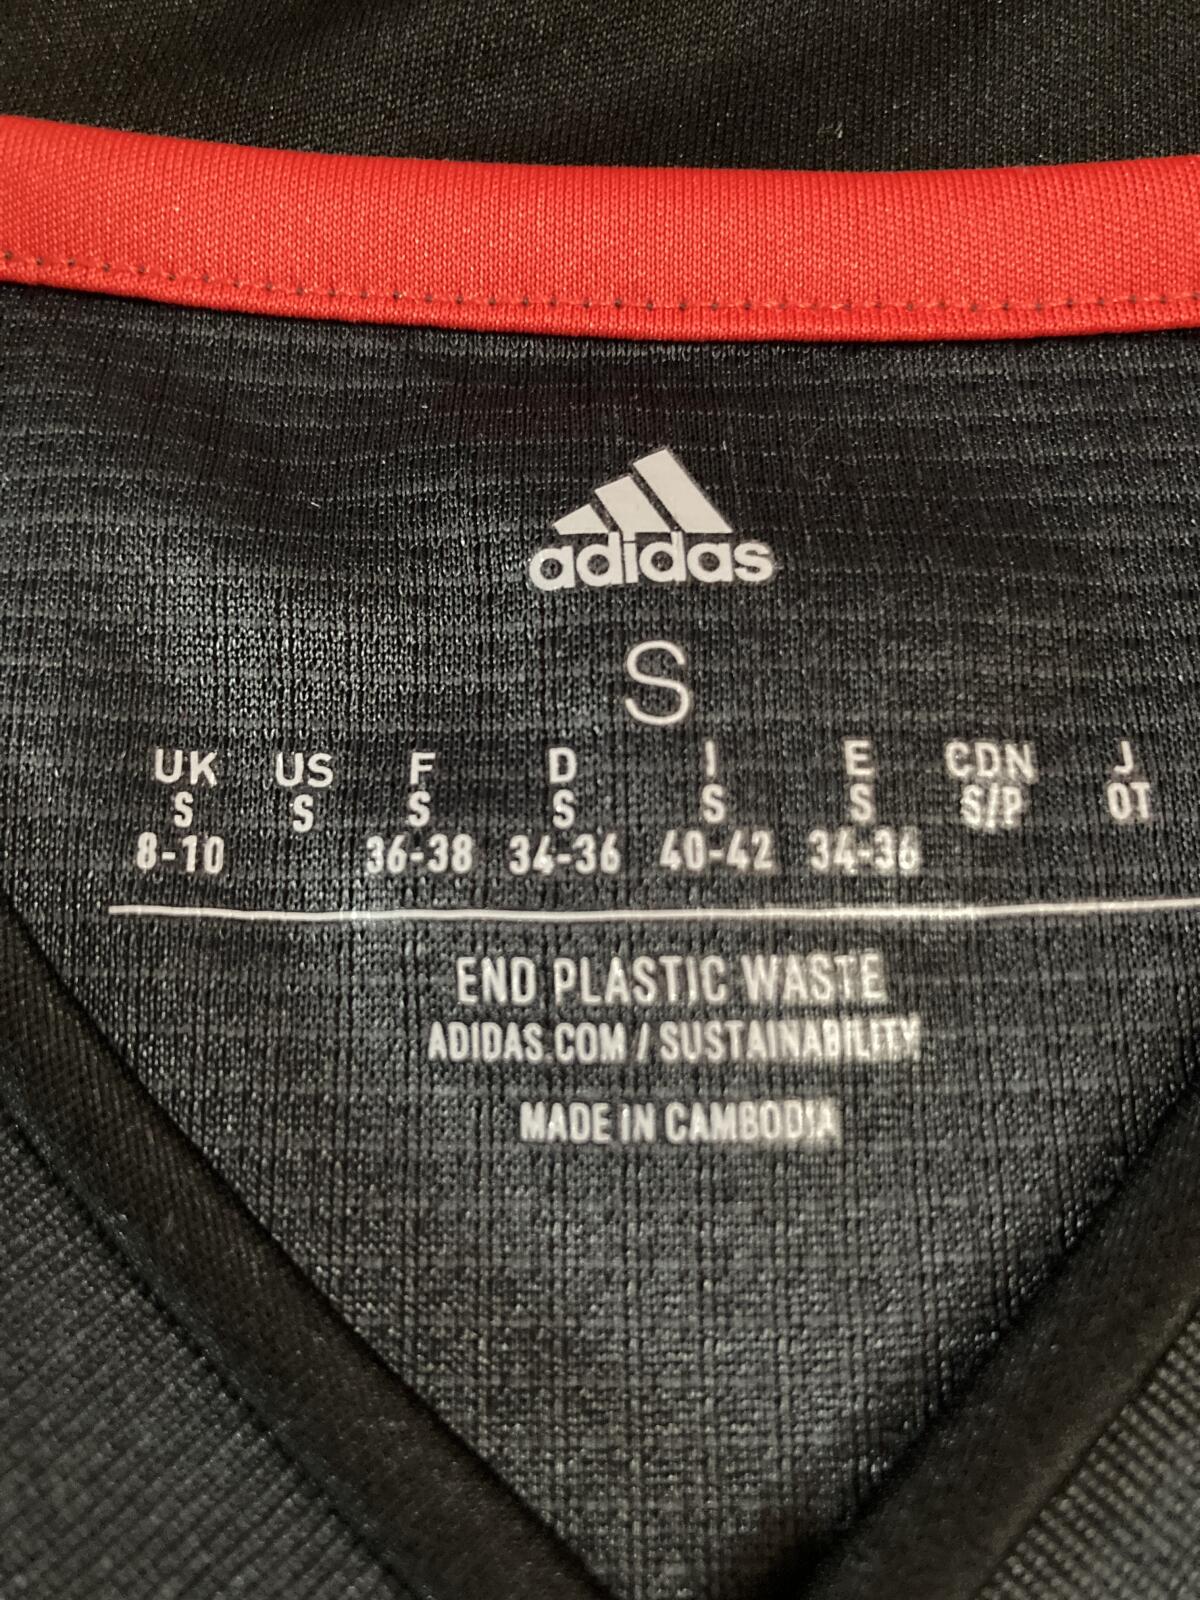 adidas
S
UK US F D I E CDN J
S S S S S S S/P OT
8-10 36-38 34-36 40-42 34-36
END PLASTIC WASTE
ADIDAS.COM / SUSTAINABILITY
MADE IN CAMBODIA